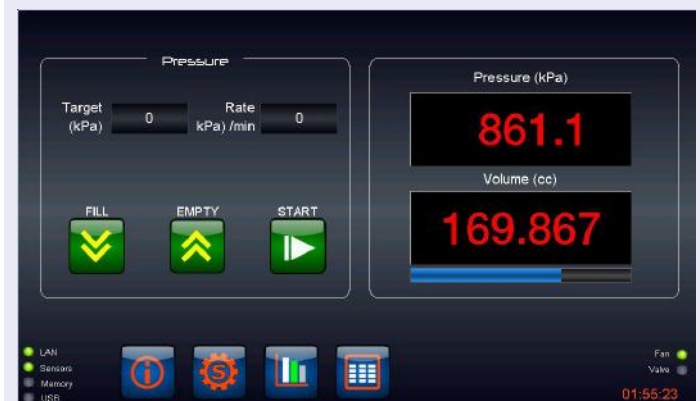 Pressure
Target (kPa)
0
Rate kPa) /min
0
FILL
EMPTY
START
Pressure (kPa)
861.1
Volume (cc)
169.867
LAN
Sensors
Memory
USB
Fan
Valve
01:55:23